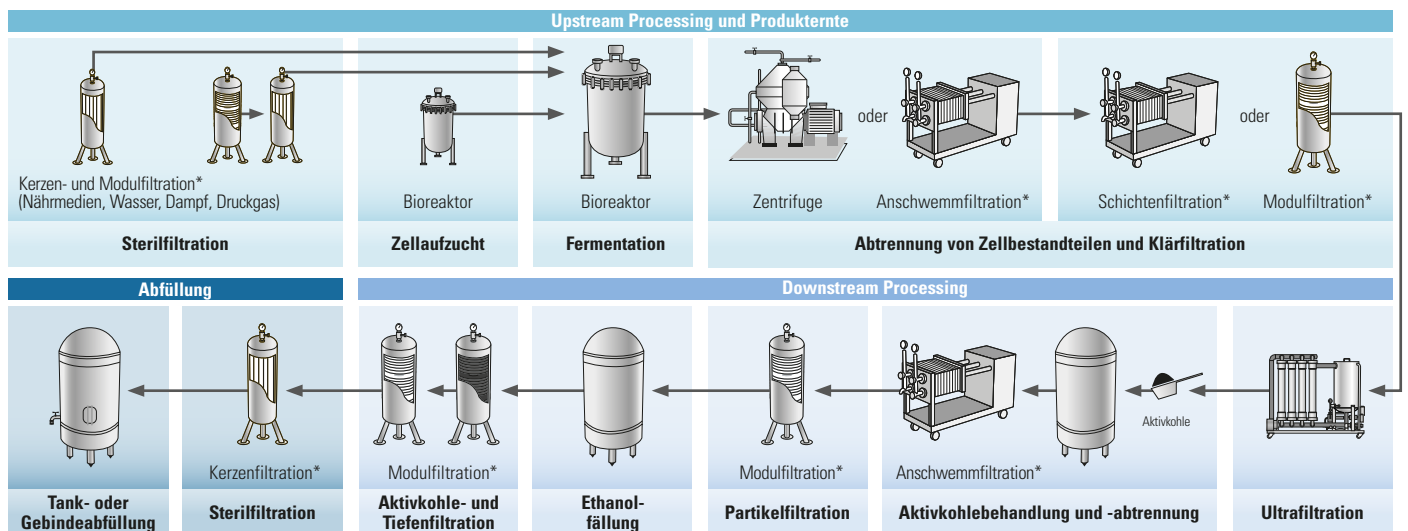 Upstream Processing und Produkternte
oder
oder
Kerzen- und Modulfiltration*
(Nährmedien, Wasser, Dampf, Druckgas)
Bioreaktor
Bioreaktor
Zentrifuge
Anschwemmfiltration*
Schichtenfiltration*
Modulfiltration*
Sterilfiltration
Zellaufzucht
Fermentation
Abtrennung von Zellbestandteilen und Klärfiltration
Abfüllung
Downstream Processing
Aktivkohle
Kerzenfiltration*
Modulfiltration*
Modulfiltration*
Anschwemmfiltration*
Tank- oder
Gebindeabfüllung
Sterilfiltration
Aktivkohle- und
Tiefenfiltration
Ethanol-
fällung
Partikelfiltration
Aktivkohlebehandlung und -abtrennung
Ultrafiltration